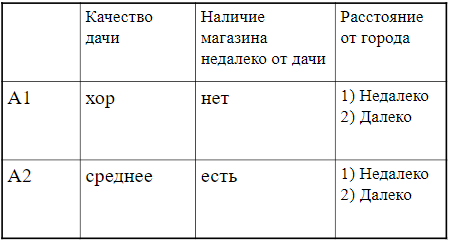 Качество
дачи
Наличие
магазина
недалеко от дачи
Расстояние
от города
А1
хор
нет
1) Недалеко
2) Далеко
А2
среднее
есть
1) Недалеко
2) Далеко